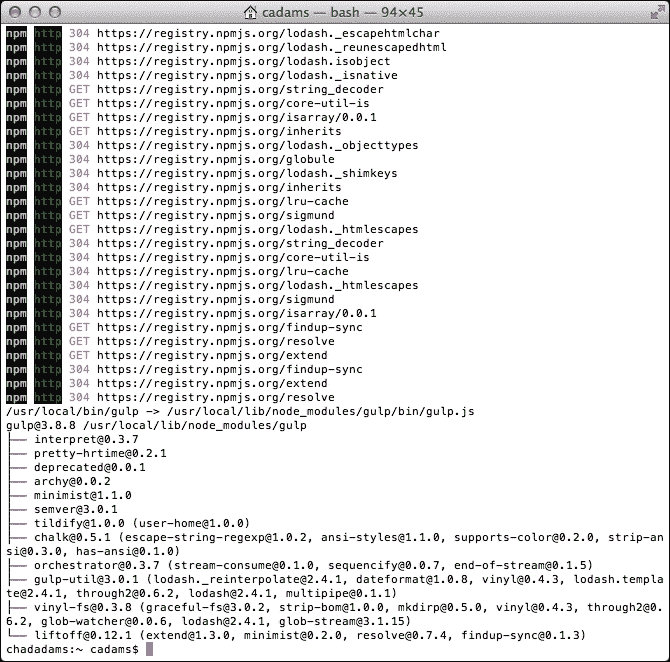 cadams — bash — 94×45
npm http 304 https://registry.npmjs.org/lodash._escapehtmlchar
npm http 304 https://registry.npmjs.org/lodash._reunescapedhtml
npm http 304 https://registry.npmjs.org/lodash.isobject
npm http 304 https://registry.npmjs.org/lodash._isnative
npm http GET https://registry.npmjs.org/string_decoder
npm http GET https://registry.npmjs.org/core-util-is
npm http GET https://registry.npmjs.org/isarray/0.0.1
npm http GET https://registry.npmjs.org/inherits
npm http 304 https://registry.npmjs.org/lodash._objecttypes
npm http 304 https://registry.npmjs.org/globule
npm http 304 https://registry.npmjs.org/lodash._shimkeys
npm http 304 https://registry.npmjs.org/inherits
npm http GET https://registry.npmjs.org/lru-cache
npm http GET https://registry.npmjs.org/sigmund
npm http GET https://registry.npmjs.org/lodash._htmlescapes
npm http 304 https://registry.npmjs.org/string_decoder
npm http 304 https://registry.npmjs.org/core-util-is
npm http 304 https://registry.npmjs.org/lru-cache
npm http 304 https://registry.npmjs.org/lodash._htmlescapes
npm http 304 https://registry.npmjs.org/sigmund
npm http 304 https://registry.npmjs.org/isarray/0.0.1
npm http GET https://registry.npmjs.org/findup-sync
npm http GET https://registry.npmjs.org/resolve
npm http GET https://registry.npmjs.org/extend
npm http 304 https://registry.npmjs.org/findup-sync
npm http 304 https://registry.npmjs.org/extend
npm http 304 https://registry.npmjs.org/resolve
/usr/local/bin/gulp -> /usr/local/lib/node_modules/gulp/bin/gulp.js
gulp@3.8.8 /usr/local/lib/node_modules/gulp
├── interpret@0.3.7
├── pretty-hrtime@0.2.1
├── deprecated@0.0.1
├── archy@0.0.2
├── minimist@1.1.0
├── semver@3.0.1
├── tildify@1.0.0 (user-home@1.0.0)
├── chalk@0.5.1 (escape-string-regexp@1.0.2, ansi-styles@1.1.0, supports-color@0.2.0, strip-an
si@0.3.0, has-ansi@0.1.0)
├── orchestrator@0.3.7 (stream-consume@0.1.0, sequencify@0.0.7, end-of-stream@0.1.5)
├── gulp-util@3.0.1 (lodash._reinterpolate@2.4.1, dateformat@1.0.8, vinyl@0.4.3, lodash.templa
te@2.4.1, through2@0.6.2, lodash@2.4.1, multipipe@0.1.1)
├── vinyl-fs@0.3.8 (graceful-fs@3.0.2, strip-bom@1.0.0, mkdirp@0.5.0, vinyl@0.4.3, through2@0.
6.2, glob-watcher@0.0.6, lodash@2.4.1, glob-stream@3.1.15)
└── liftoff@0.12.1 (extend@1.3.0, minimist@0.2.0, resolve@0.7.4, findup-sync@0.1.3)
chadadams:~ cadams$